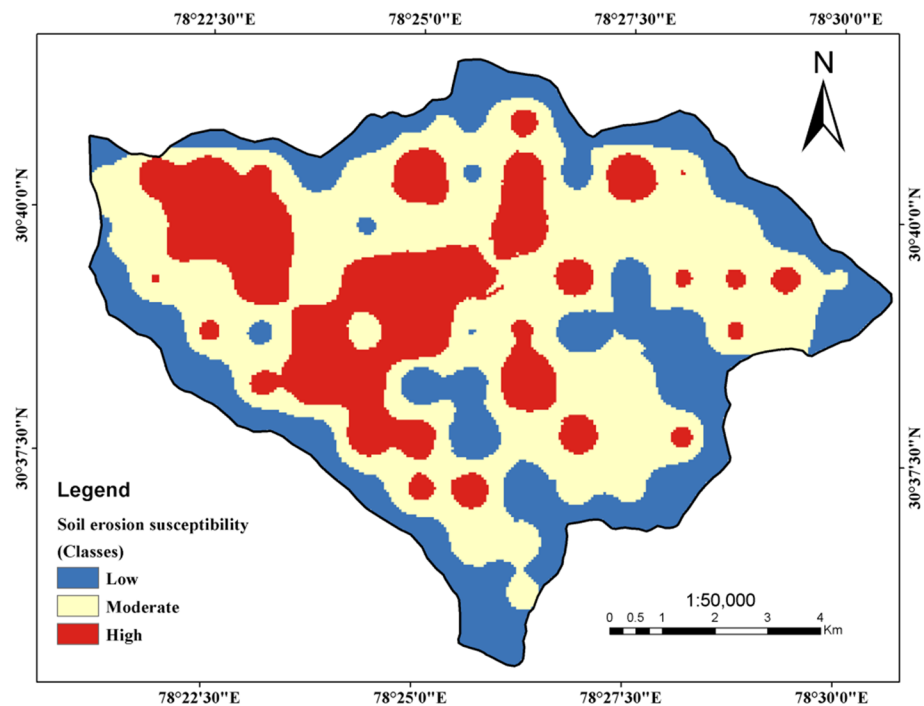 78°22'30"E 78°25'0"E 78°27'30"E 78°30'0"E
N
30°40'0"N 30°40'0"N
30°37'30"N 30°37'30"N
Legend
Soil erosion susceptibility
(Classes)
Low
Moderate
High
1:50,000
0 0.5 1 2 3 4
Km
78°22'30"E 78°25'0"E 78°27'30"E 78°30'0"E